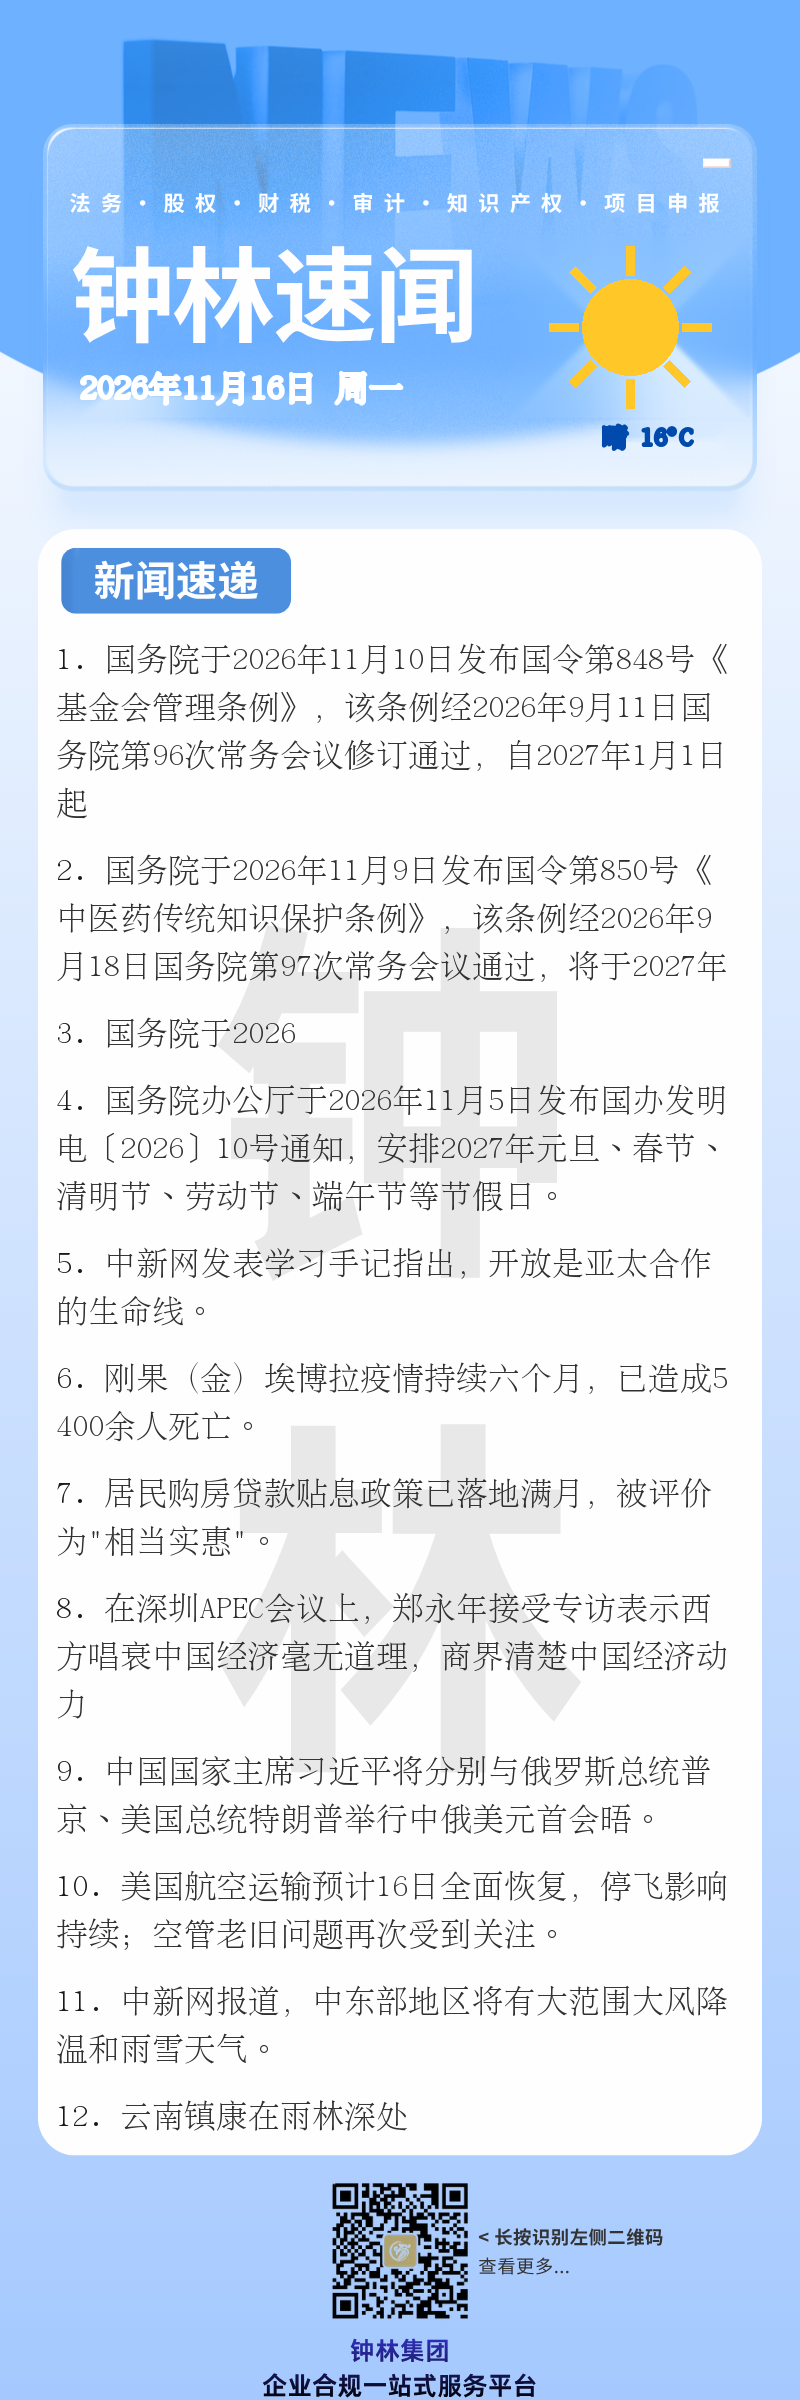 NEWS
法务·股权·财税·审计·知识产权·项目申报
钟林速闻
2026年11月16日 周一
晴 16°C
新闻速递
1. 国务院于2026年11月10日发布国令第848号《
基金会管理条例》，该条例经2026年9月11日国
务院第96次常务会议修订通过，自2027年1月1日
起
2. 国务院于2026年11月9日发布国令第850号《
中医药传统知识保护条例》，该条例经2026年9
月18日国务院第97次常务会议通过，将于2027年
3. 国务院于2026
4. 国务院办公厅于2026年11月5日发布国办发明
电〔2026〕10号通知，安排2027年元旦、春节、
清明节、劳动节、端午节等节假日。
5. 中新网发表学习手记指出，开放是亚太合作
的生命线。
6. 刚果（金）埃博拉疫情持续六个月，已造成5
400余人死亡。
7. 居民购房贷款贴息政策已落地满月，被评价
为"相当实惠"。
8. 在深圳APEC会议上，郑永年接受专访表示西
方唱衰中国经济毫无道理，商界清楚中国经济动
力
9. 中国国家主席习近平将分别与俄罗斯总统普
京、美国总统特朗普举行中俄美元首会晤。
10. 美国航空运输预计16日全面恢复，停飞影响
持续；空管老旧问题再次受到关注。
11. 中新网报道，中东部地区将有大范围大风降
温和雨雪天气。
12. 云南镇康在雨林深处
钟
林
< 长按识别左侧二维码
查看更多...
钟林集团
企业合规一站式服务平台